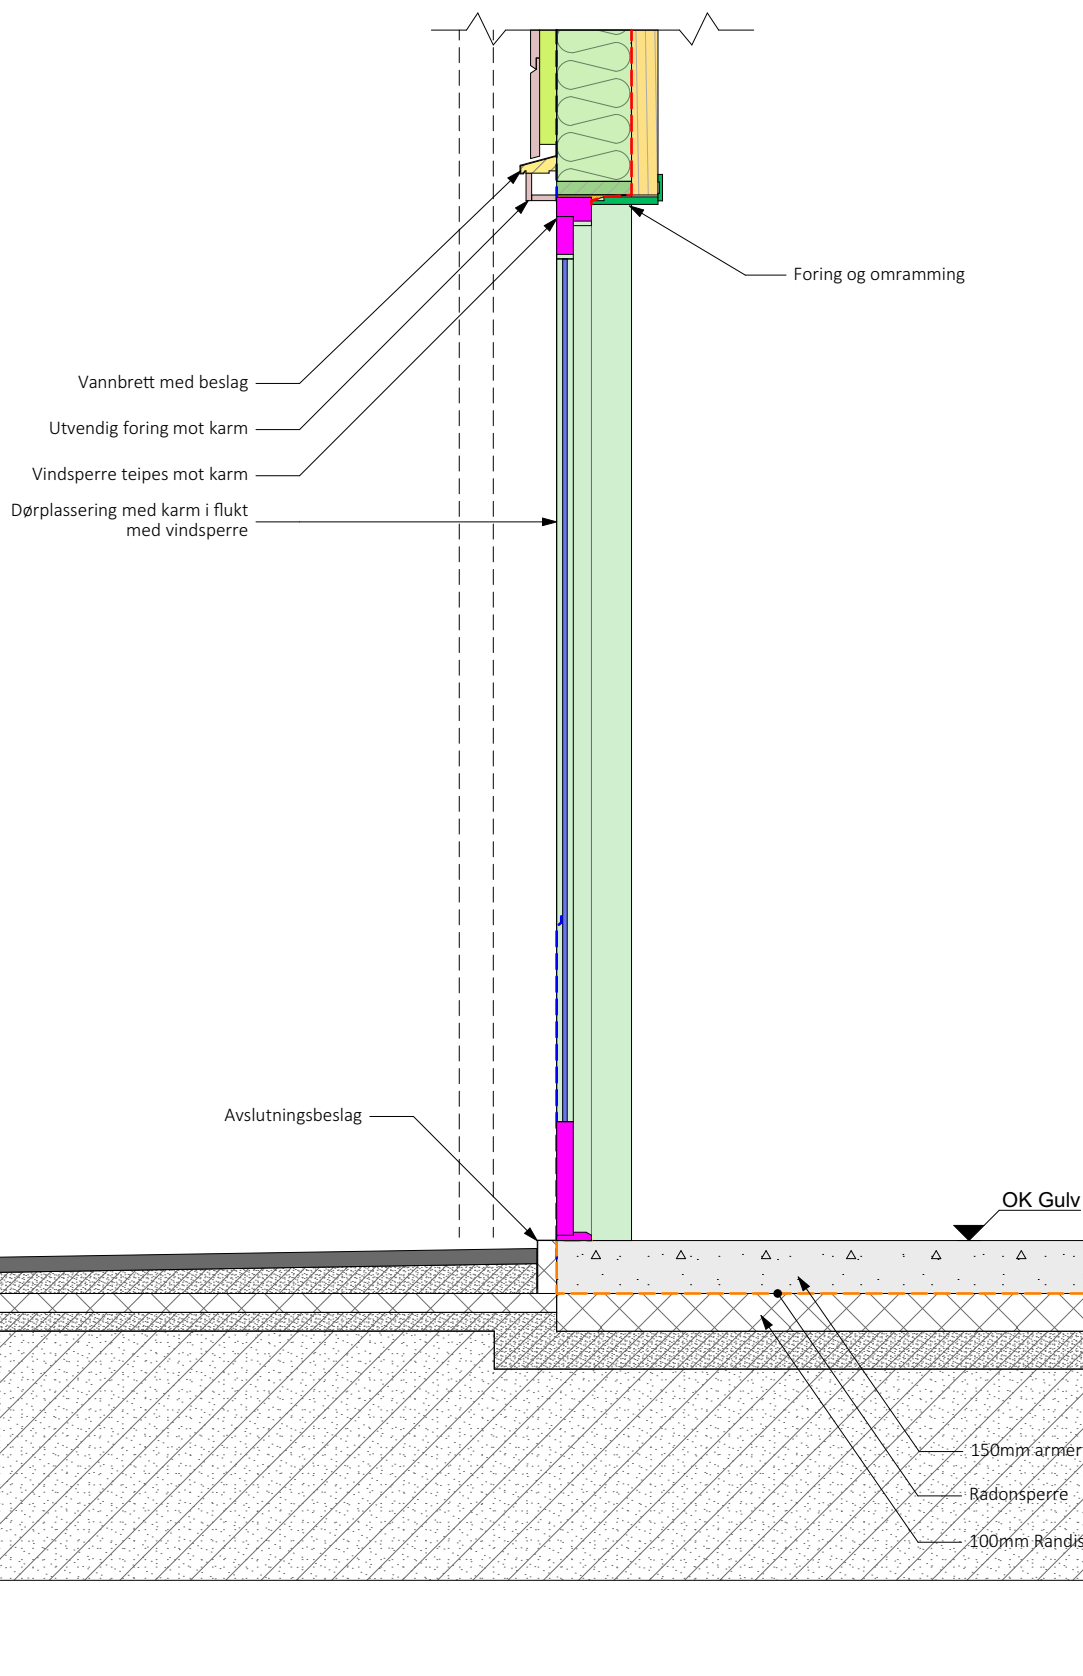 Foring og omramming
Vannbrett med beslag
Utvendig foring mot karm
Vindsperre teipes mot karm
Dørplassering med karm i flukt
med vindsperre
Avslutningsbeslag
OK Gulv
150mm armer
Radonsperre
100mm Randis